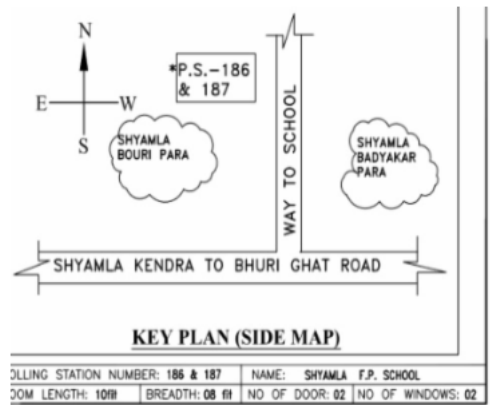 N
*P.S.-186
& 187
E
W
S
SHYAMLA
BOURI PARA
WAY TO SCHOOL
SHYAMLA
BADYAKAR
PARA
SHYAMLA KENDRA TO BHURI GHAT ROAD
KEY PLAN (SIDE MAP)
OLLING STATION NUMBER: 186 & 187 NAME: SHYAMLA F.P. SCHOOL
OOM LENGTH: 10fit BREADTH: 08 fit NO OF DOOR: 02 NO OF WINDOWS: 02